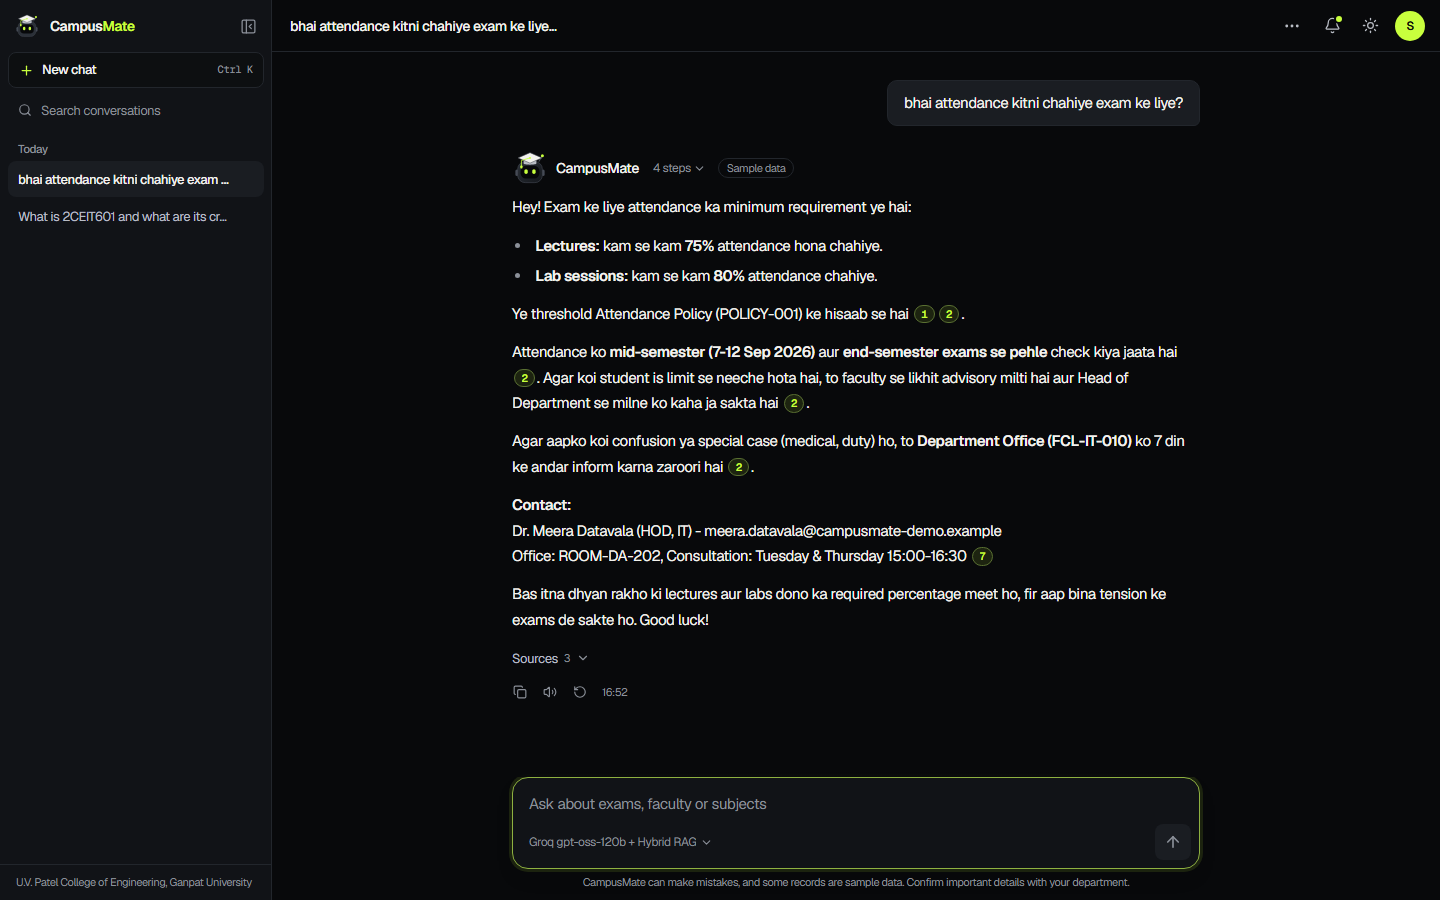 CampusMate
New chat
Ctrl K
Search conversations
Today
bhai attendance kitni chahiye exam ...
What is 2CEIT601 and what are its cr...
U.V. Patel College of Engineering, Ganpat University
bhai attendance kitni chahiye exam ke liye...
S
bhai attendance kitni chahiye exam ke liye?
CampusMate 4 steps Sample data
Hey! Exam ke liye attendance ka minimum requirement ye hai:
• Lectures: kam se kam 75% attendance hona chahiye.
• Lab sessions: kam se kam 80% attendance chahiye.
Ye threshold Attendance Policy (POLICY-001) ke hisaab se hai 1 2 .
Attendance ko mid-semester (7-12 Sep 2026) aur end-semester exams se pehle check kiya jaata hai
2 . Agar koi student is limit se neeche hota hai, to faculty se likhit advisory milti hai aur Head of
Department se milne ko kaha ja sakta hai 2 .
Agar aapko koi confusion ya special case (medical, duty) ho, to Department Office (FCL-IT-010) ko 7 din
ke andar inform karna zaroori hai 2 .
Contact:
Dr. Meera Datavala (HOD, IT) - meera.datavala@campusmate-demo.example
Office: ROOM-DA-202, Consultation: Tuesday & Thursday 15:00-16:30 7
Bas itna dhyan rakho ki lectures aur labs dono ka required percentage meet ho, fir aap bina tension ke
exams de sakte ho. Good luck!
Sources 3
16:52
Ask about exams, faculty or subjects
Groq gpt-oss-120b + Hybrid RAG
CampusMate can make mistakes, and some records are sample data. Confirm important details with your department.